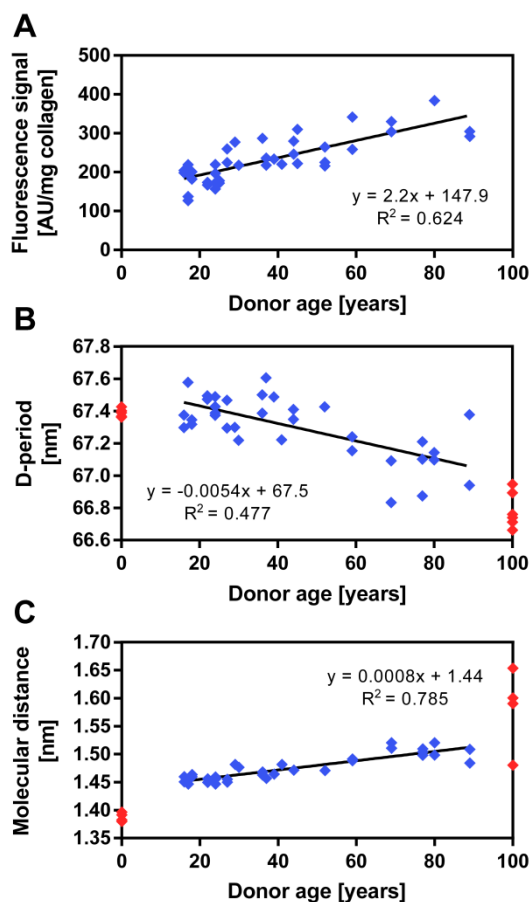 A
Fluorescence signal
[AU/mg collagen]
500
400
300
200
100
0
y = 2.2x + 147.9
R² = 0.624
0 20 40 60 80 100
Donor age [years]
B
D-period
[nm]
67.8
67.6
67.4
67.2
67.0
66.8
66.6
y = -0.0054x + 67.5
R² = 0.477
0 20 40 60 80 100
Donor age [years]
C
Molecular distance
[nm]
1.70
1.65
1.60
1.55
1.50
1.45
1.40
1.35
y = 0.0008x + 1.44
R² = 0.785
0 20 40 60 80 100
Donor age [years]